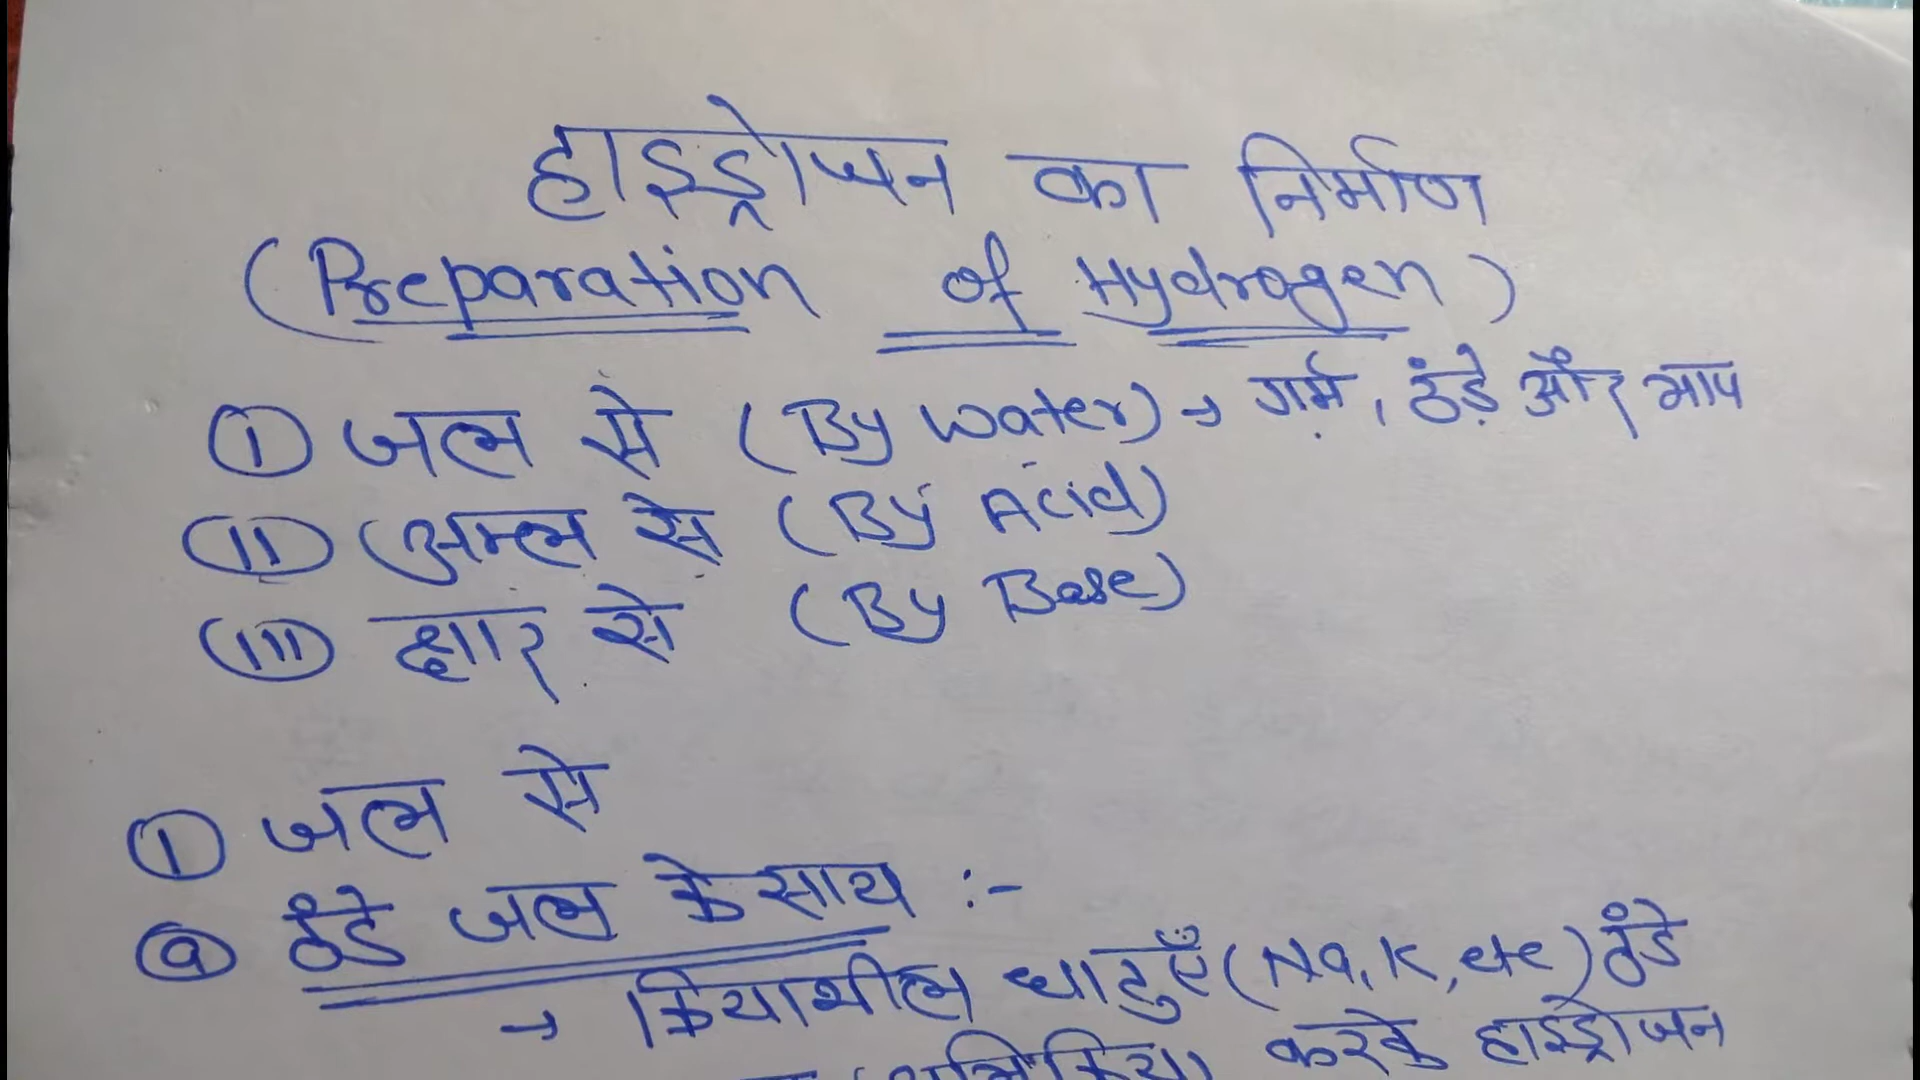 हाइड्रोजन का निर्माण
(Preparation of Hydrogen)
(I) जल से (By Water) → गर्म, ठंडे और भाप
(II) अम्ल से (By Acid)
(III) क्षार से (By Base)
(I) जल से
(a) ठंडे जल के साथ :-
→ क्रियाशील धातुएँ (Na, K, etc) ठंडे
अभिक्रिया करके हाइड्रोजन